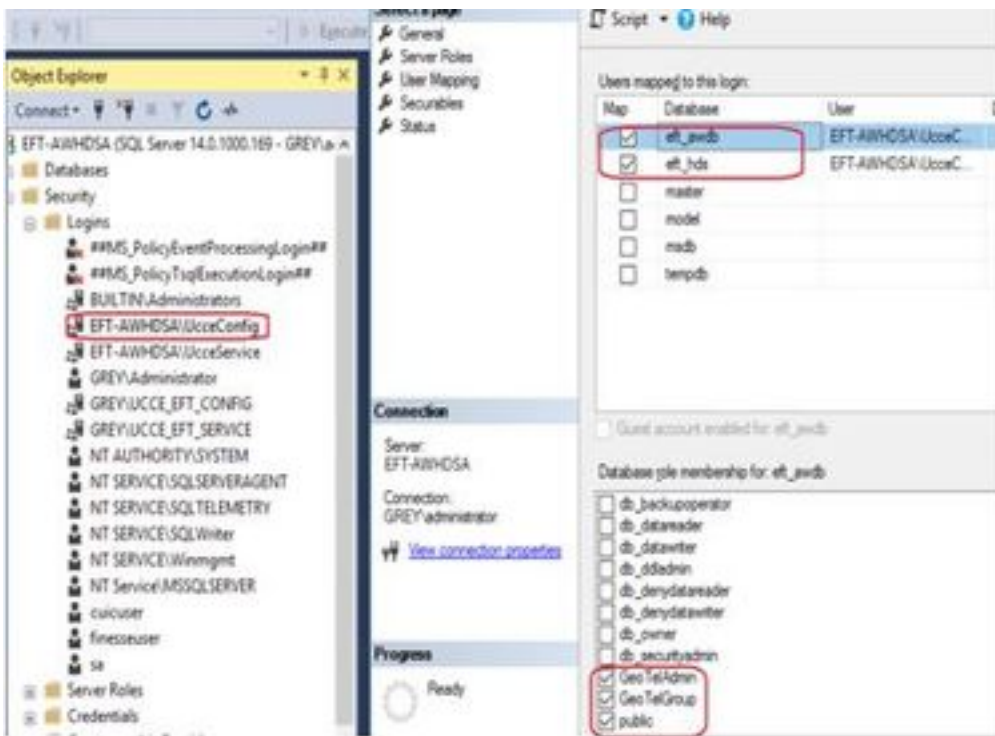 Execute
Object Explorer
Connect
EFT-AWHDSA (SQL Server 14.0.1000.169 - GREY\a
Databases
Security
Logins
##MS_PolicyEventProcessingLogin##
##MS_PolicyTsqlExecutionLogin##
BUILTIN\Administrators
EFT-AWHDSA\UcceConfig
EFT-AWHDSA\UcceService
GREY\Administrator
GREY\UCCE_EFT_CONFIG
GREY\UCCE_EFT_SERVICE
NT AUTHORITY\SYSTEM
NT SERVICE\SQLSERVERAGENT
NT SERVICE\SQLTELEMETRY
NT SERVICE\SQLWriter
NT SERVICE\Winmgmt
NT Service\MSSQLSERVER
cuicuser
finesseuser
sa
Server Roles
Credentials
Select a page
General
Server Roles
User Mapping
Securables
Status
Connection
Server:
EFT-AWHDSA
Connection:
GREY\administrator
View connection properties
Progress
Ready
Script Help
Users mapped to this login:
Map Database User
eft_awdb EFT-AWHDSA\UcceC...
eft_hds EFT-AWHDSA\UcceC...
master
model
msdb
tempdb
Guest account enabled for: eft_awdb
Database role membership for: eft_awdb
db_backupoperator
db_datareader
db_datawriter
db_ddladmin
db_denydatareader
db_denydatawriter
db_owner
db_securityadmin
GeoTelAdmin
GeoTelGroup
public